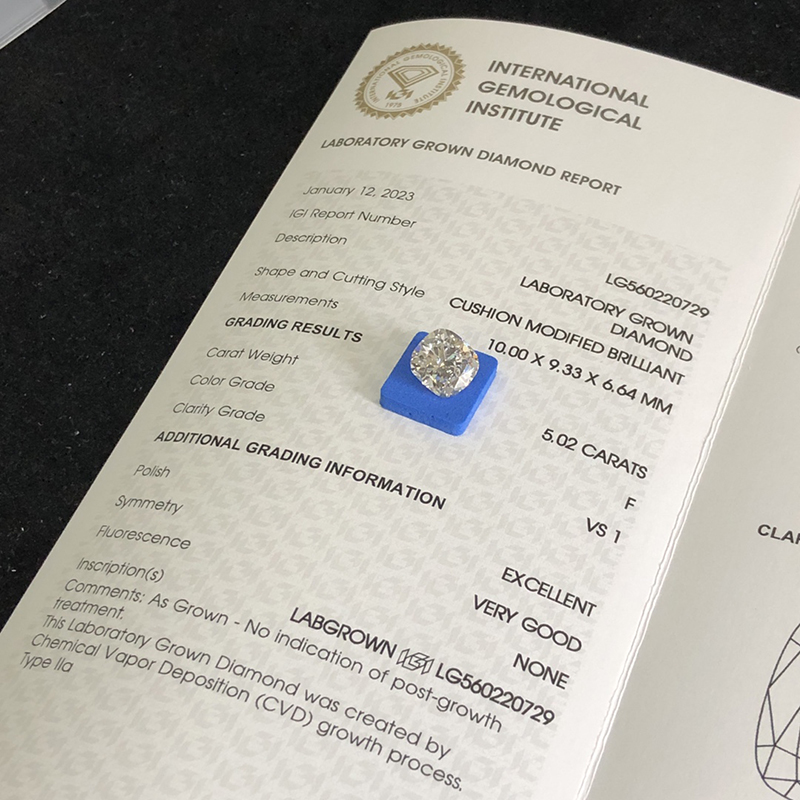 INTERNATIONAL GEMOLOGICAL INSTITUTE
1975
INTERNATIONAL
GEMOLOGICAL
INSTITUTE
LABORATORY GROWN DIAMOND REPORT
January 12, 2023
IGI Report Number LG560220729
Description LABORATORY GROWN
DIAMOND
Shape and Cutting Style CUSHION MODIFIED BRILLIANT
Measurements 10.00 X 9.33 X 6.64 MM
GRADING RESULTS
Carat Weight 5.02 CARATS
Color Grade F
Clarity Grade VS 1
ADDITIONAL GRADING INFORMATION
Polish EXCELLENT
Symmetry VERY GOOD
Fluorescence NONE
Inscription(s) LABGROWN IGI LG560220729
Comments: As Grown - No indication of post-growth
treatment.
This Laboratory Grown Diamond was created by
Chemical Vapor Deposition (CVD) growth process.
Type IIa